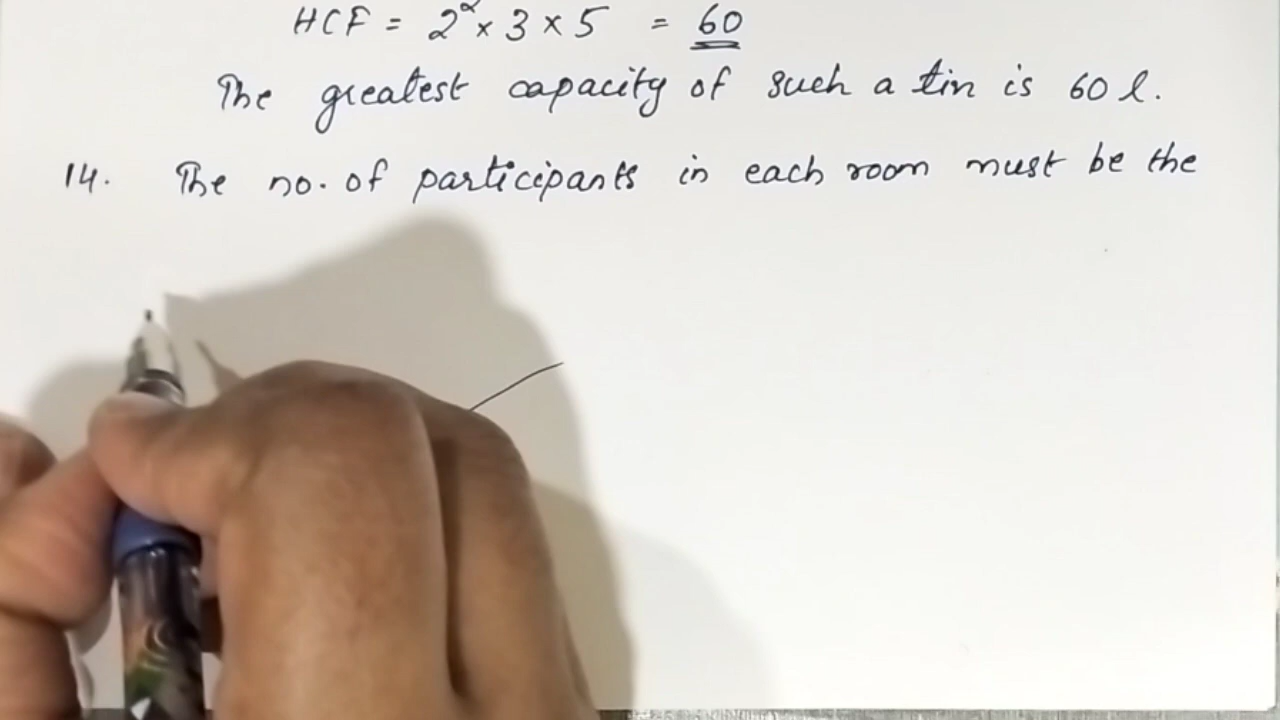 HCF = 2² × 3 × 5 = 60
The greatest capacity of such a tin is 60 l.
14. The no. of participants in each room must be the